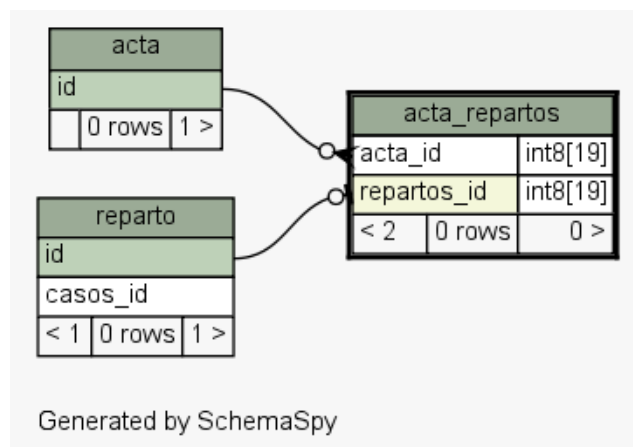 acta
id
0 rows 1 >
acta_repartos
acta_id int8[19]
repartos_id int8[19]
< 2 0 rows 0 >
reparto
id
casos_id
< 1 0 rows 1 >
Generated by SchemaSpy